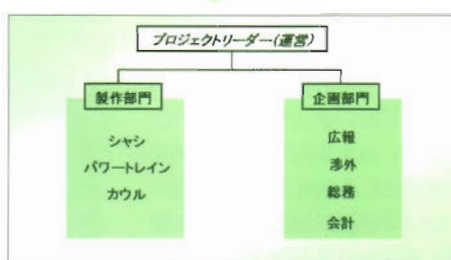 プロジェクトリーダー(運営)
製作部門
シャシ
パワートレイン
カウル
企画部門
広報
渉外
総務
会計